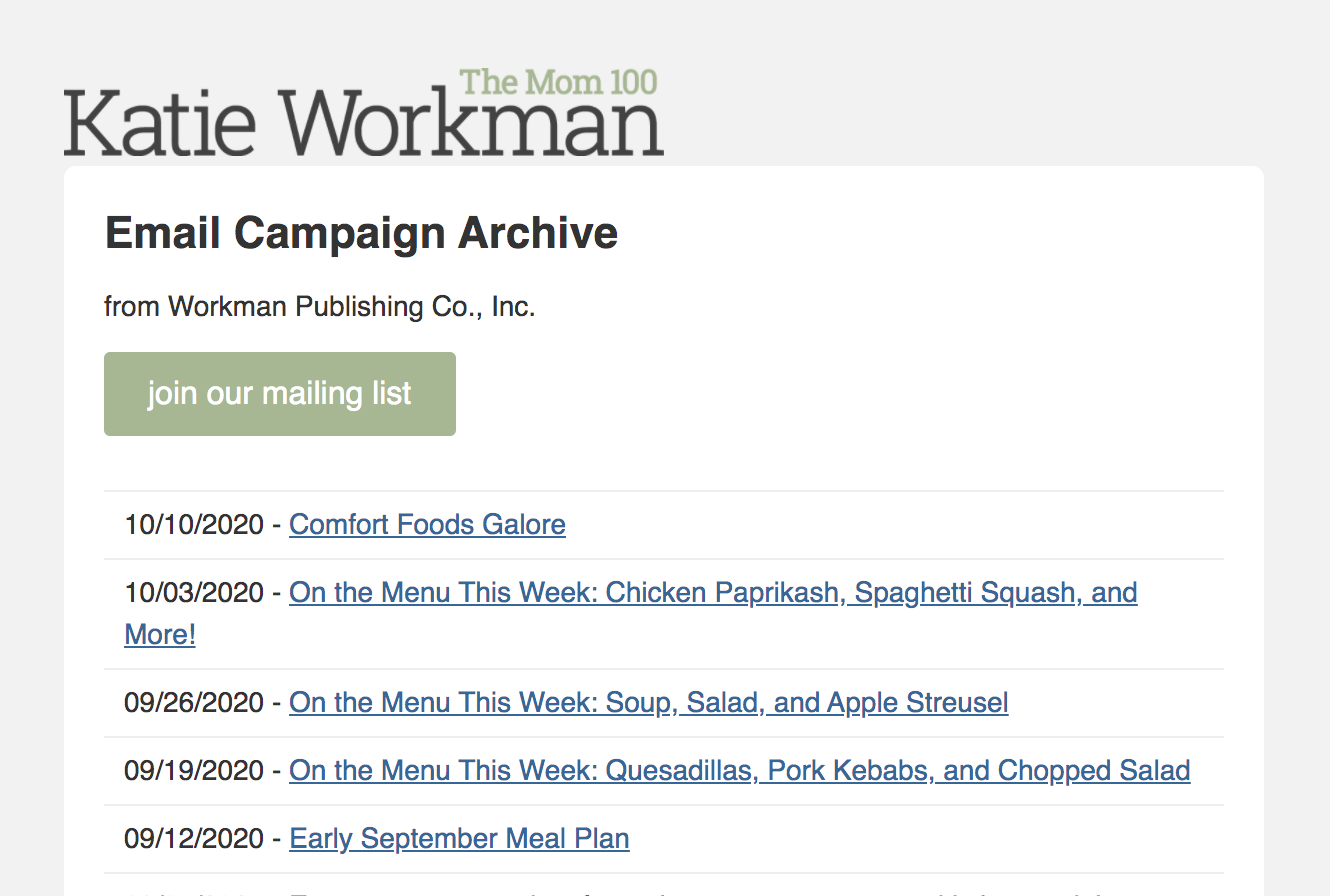 The Mom 100
Katie Workman
Email Campaign Archive
from Workman Publishing Co., Inc.
join our mailing list
10/10/2020 - Comfort Foods Galore
10/03/2020 - On the Menu This Week: Chicken Paprikash, Spaghetti Squash, and
More!
09/26/2020 - On the Menu This Week: Soup, Salad, and Apple Streusel
09/19/2020 - On the Menu This Week: Quesadillas, Pork Kebabs, and Chopped Salad
09/12/2020 - Early September Meal Plan